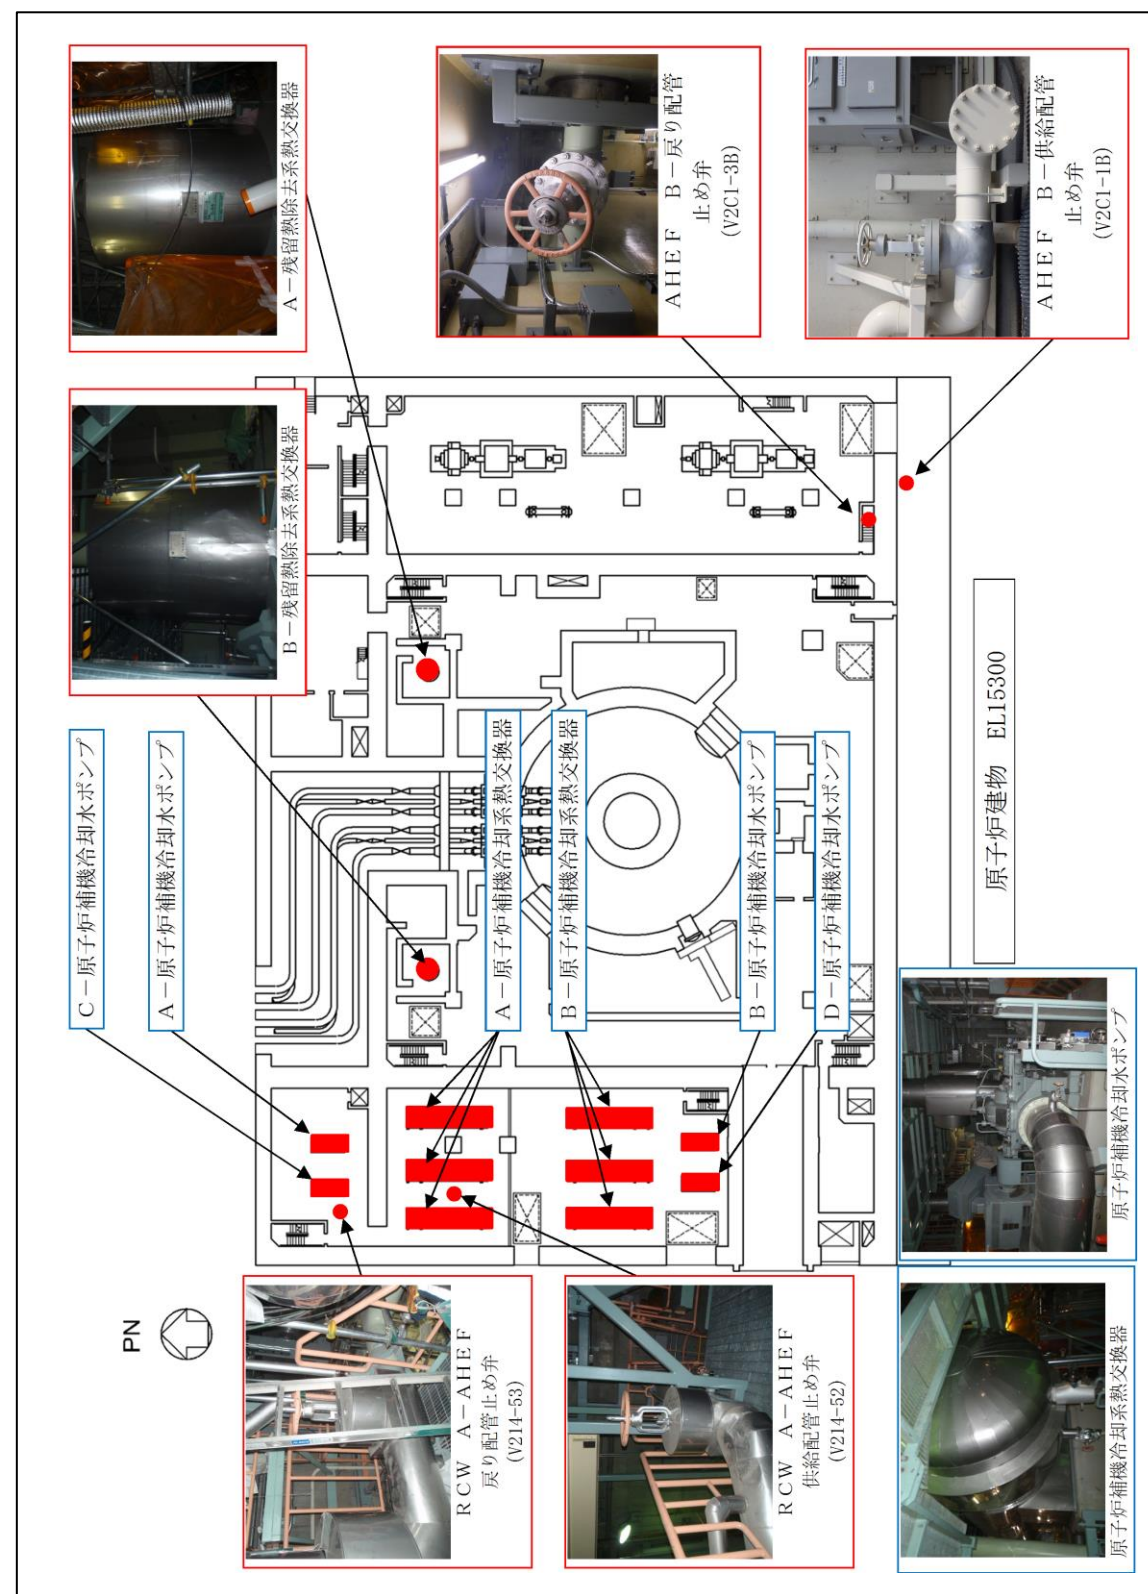 A－残留熱除去系熱交換器
B－残留熱除去系熱交換器
AHEF B－戻り配管
止め弁
(V2C1-3B)
AHEF B－供給配管
止め弁
(V2C1-1B)
C－原子炉補機冷却水ポンプ
A－原子炉補機冷却水ポンプ
A－原子炉補機冷却系熱交換器
B－原子炉補機冷却系熱交換器
B－原子炉補機冷却水ポンプ
D－原子炉補機冷却水ポンプ
原子炉建物 EL15300
PN
RCW A－AHEF
戻り配管止め弁
(V214-53)
RCW A－AHEF
供給配管止め弁
(V214-52)
原子炉補機冷却水ポンプ
原子炉補機冷却系熱交換器